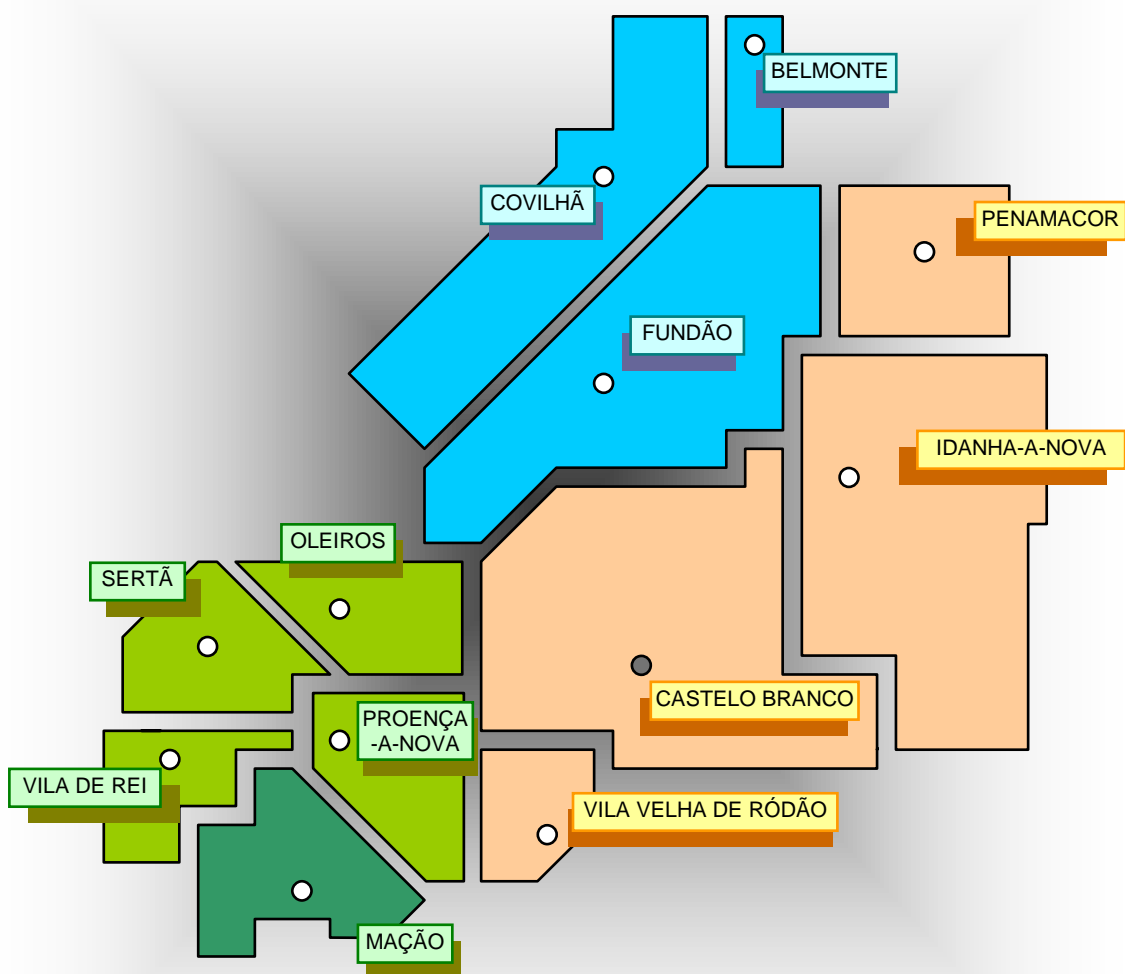 BELMONTE
COVILHÃ
PENAMACOR
FUNDÃO
IDANHA-A-NOVA
OLEIROS
SERTÃ
CASTELO BRANCO
PROENÇA
-A-NOVA
VILA DE REI
VILA VELHA DE RÓDÃO
MAÇÃO